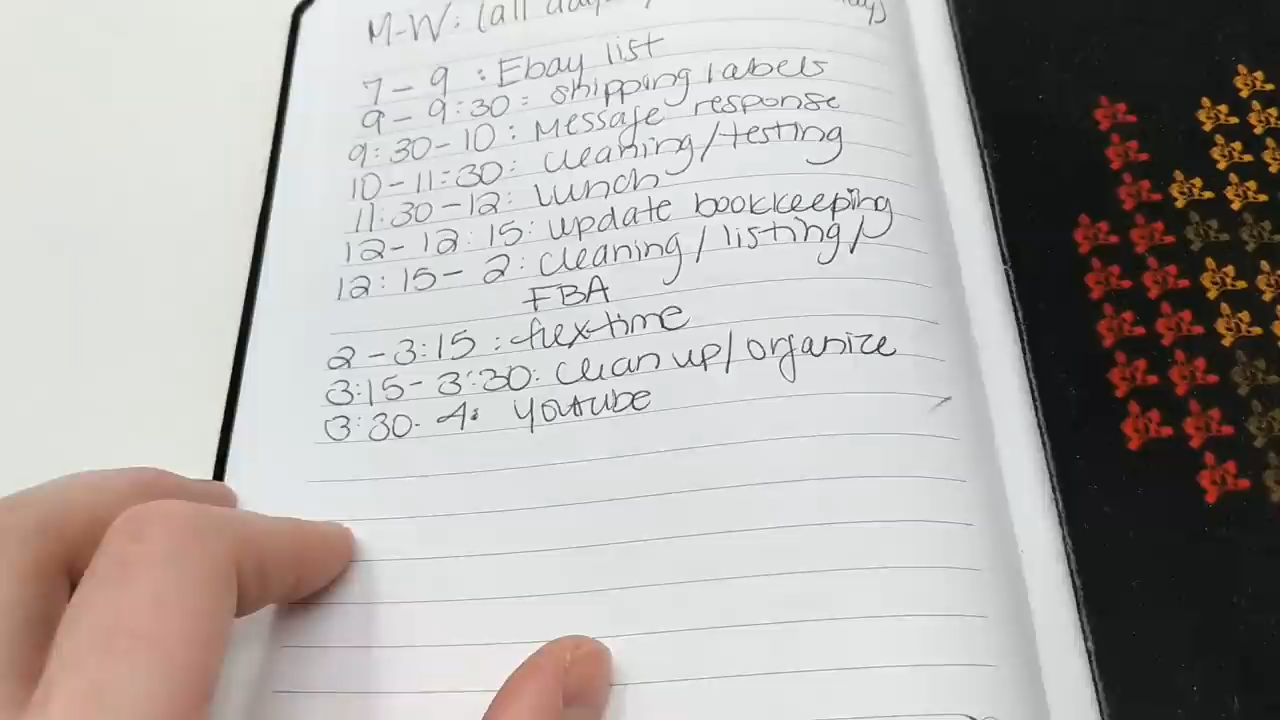 M-W: (all day
7-9 : Ebay list
9-9:30: shipping labels
9:30-10: Message response
10-11:30: cleaning/testing
11:30-12: lunch
12-12:15: update bookkeeping
12:15-2: cleaning/listing/
FBA
2-3:15: flex-time
3:15-3:30: clean up/organize
3:30-4: Youtube